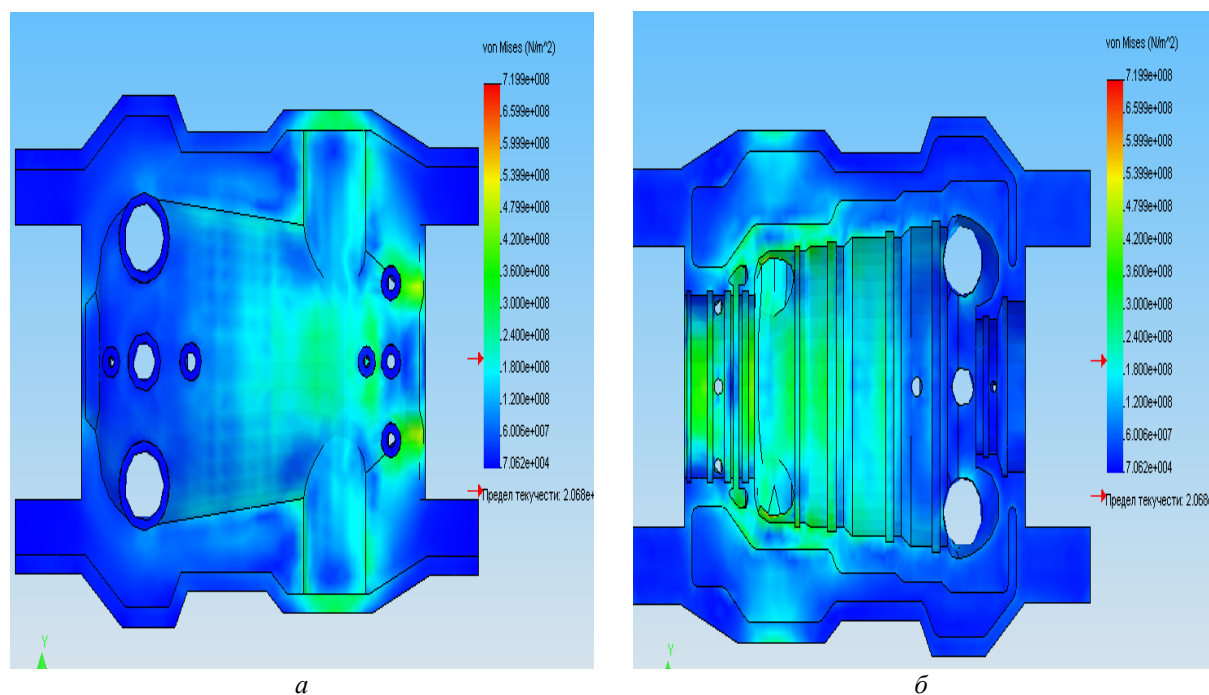 von Mises (N/m^2)
7.199e+008
6.599e+008
5.999e+008
5.399e+008
4.799e+008
4.200e+008
3.600e+008
3.000e+008
2.400e+008
1.800e+008
1.200e+008
6.006e+007
7.062e+004
Предел текучести: 2.068e+
Y
а
von Mises (N/m^2)
7.199e+008
6.599e+008
5.999e+008
5.399e+008
4.799e+008
4.200e+008
3.600e+008
3.000e+008
2.400e+008
1.800e+008
1.200e+008
6.006e+007
7.062e+004
Предел текучести: 2.068
Y
б